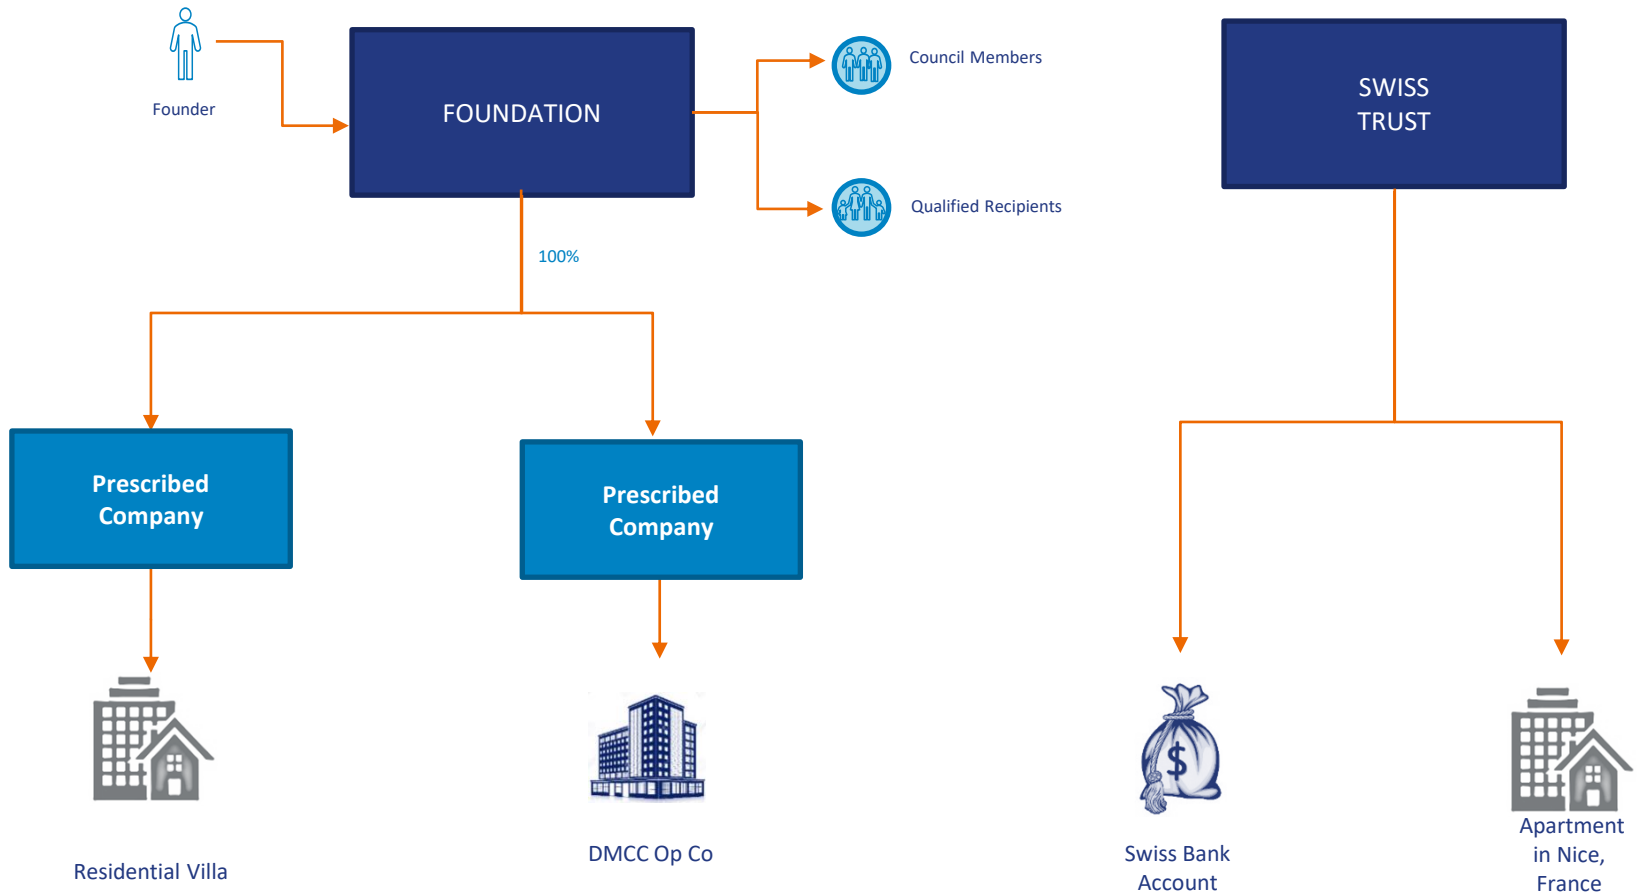 Founder
FOUNDATION
Council Members
Qualified Recipients
SWISS
TRUST
100%
Prescribed
Company
Prescribed
Company
$
Residential Villa
DMCC Op Co
Swiss Bank
Account
Apartment
in Nice,
France